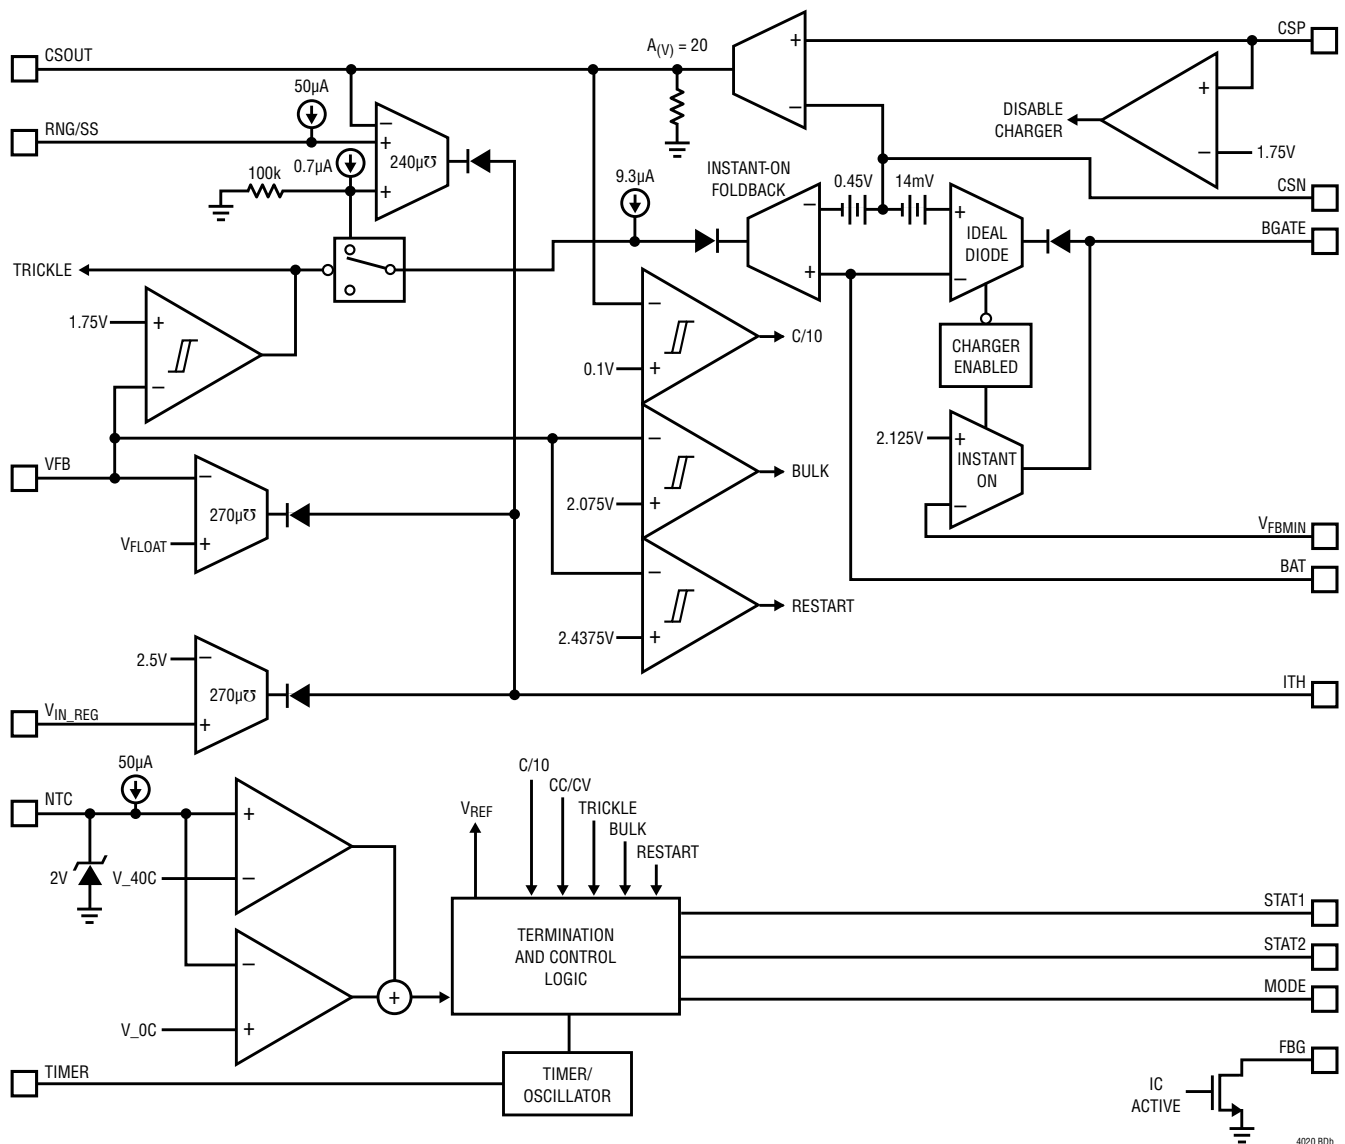 CSOUT
A(V) = 20
CSP
50µA
RNG/SS
DISABLE
CHARGER
240µ℧
0.7µA
100k
1.75V
INSTANT-ON
FOLDBACK
0.45V
14mV
9.3µA
CSN
IDEAL
DIODE
BGATE
TRICKLE
1.75V
C/10
0.1V
CHARGER
ENABLED
2.125V
INSTANT
ON
VFB
BULK
2.075V
270µ℧
VFLOAT
VFBMIN
BAT
RESTART
2.4375V
2.5V
270µ℧
ITH
VIN_REG
50µA
NTC
C/10
CC/CV
VREF
TRICKLE
BULK
RESTART
2V
V_40C
STAT1
TERMINATION
AND CONTROL
LOGIC
STAT2
MODE
V_0C
FBG
TIMER
TIMER/
OSCILLATOR
IC
ACTIVE
4020 BDb